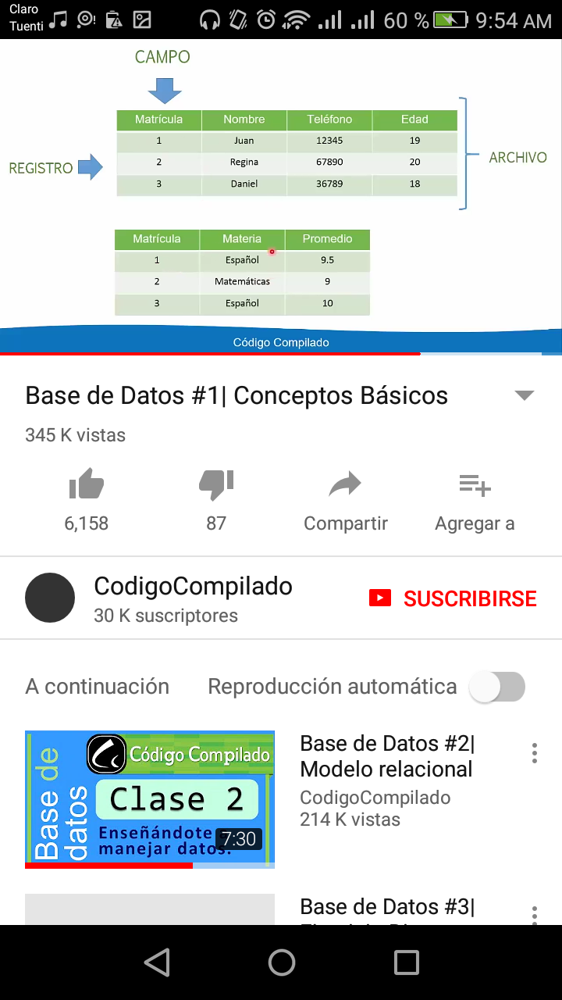 Claro
Tuenti
60 %
9:54 AM
CAMPO
Matrícula Nombre Teléfono Edad
1 Juan 12345 19
REGISTRO
2 Regina 67890 20
ARCHIVO
3 Daniel 36789 18
Matrícula Materia Promedio
1 Español 9.5
2 Matemáticas 9
3 Español 10
Código Compilado
Base de Datos #1| Conceptos Básicos
345 K vistas
6,158 87 Compartir Agregar a
CodigoCompilado
30 K suscriptores
SUSCRIBIRSE
A continuación Reproducción automática
Base de
datos
Código Compilado
Clase 2
Enseñándote a
manejar datos.
7:30
Base de Datos #2|
Modelo relacional
CodigoCompilado
214 K vistas
Base de Datos #3|